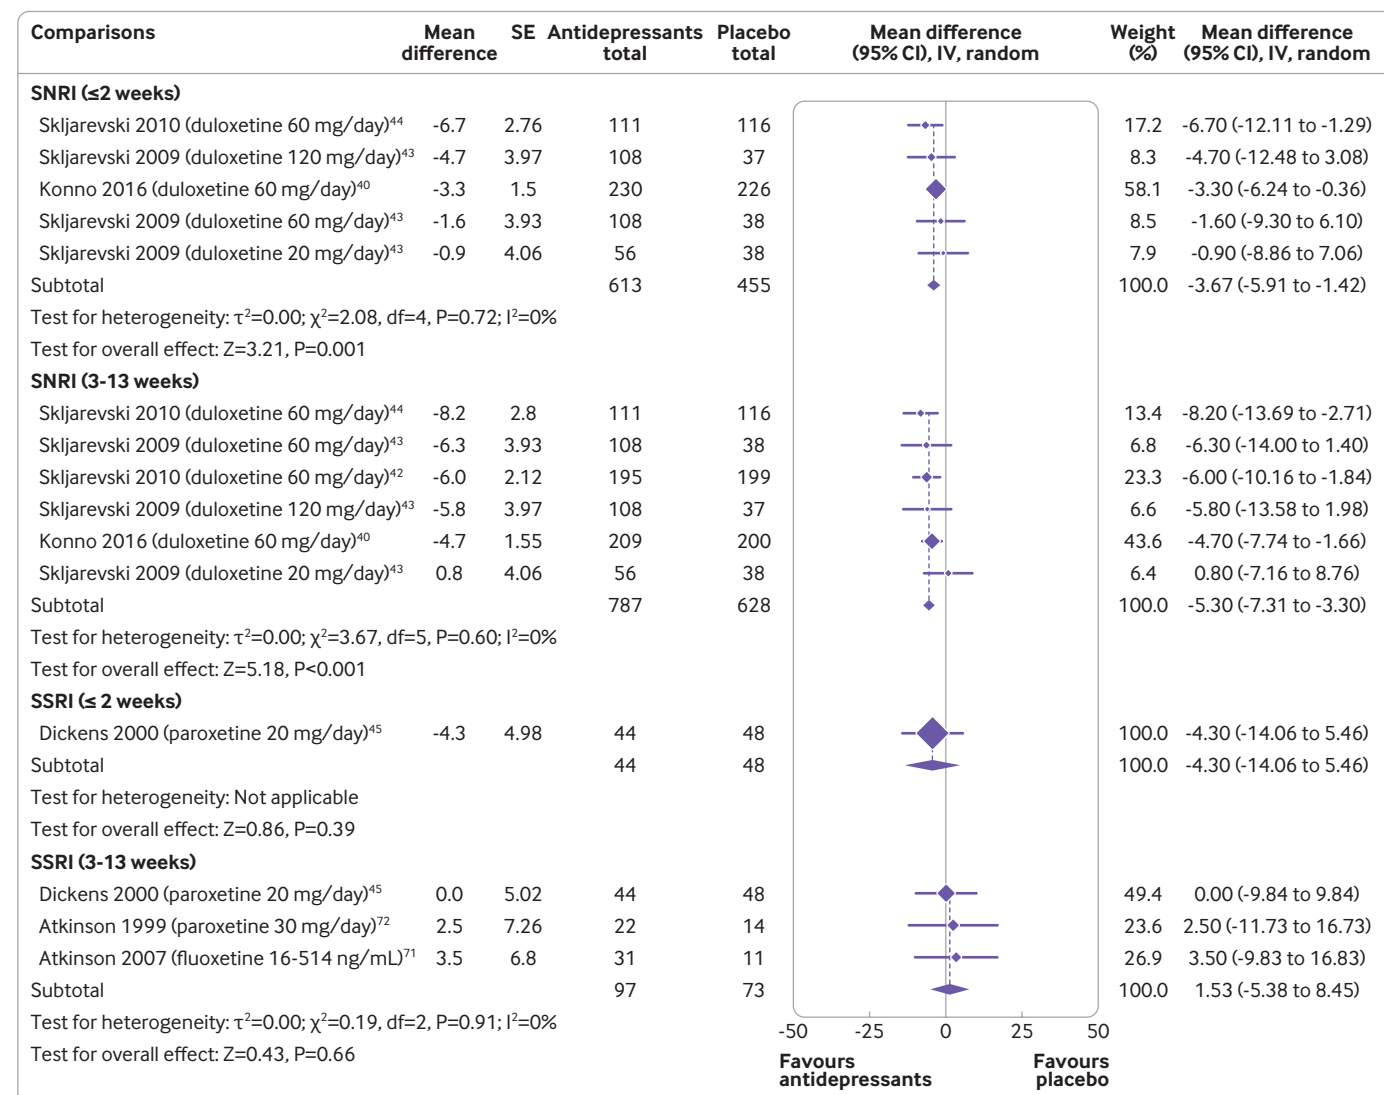 Comparisons Mean difference SE Antidepressants total Placebo total Mean difference (95% CI), IV, random Weight (%) Mean difference (95% CI), IV, random
SNRI (≤2 weeks)
Skljarevski 2010 (duloxetine 60 mg/day)⁴⁴ -6.7 2.76 111 116 17.2 -6.70 (-12.11 to -1.29)
Skljarevski 2009 (duloxetine 120 mg/day)⁴³ -4.7 3.97 108 37 8.3 -4.70 (-12.48 to 3.08)
Konno 2016 (duloxetine 60 mg/day)⁴⁰ -3.3 1.5 230 226 58.1 -3.30 (-6.24 to -0.36)
Skljarevski 2009 (duloxetine 60 mg/day)⁴³ -1.6 3.93 108 38 8.5 -1.60 (-9.30 to 6.10)
Skljarevski 2009 (duloxetine 20 mg/day)⁴³ -0.9 4.06 56 38 7.9 -0.90 (-8.86 to 7.06)
Subtotal 613 455 100.0 -3.67 (-5.91 to -1.42)
Test for heterogeneity: τ²=0.00; χ²=2.08, df=4, P=0.72; I²=0%
Test for overall effect: Z=3.21, P=0.001
SNRI (3-13 weeks)
Skljarevski 2010 (duloxetine 60 mg/day)⁴⁴ -8.2 2.8 111 116 13.4 -8.20 (-13.69 to -2.71)
Skljarevski 2009 (duloxetine 60 mg/day)⁴³ -6.3 3.93 108 38 6.8 -6.30 (-14.00 to 1.40)
Skljarevski 2010 (duloxetine 60 mg/day)⁴² -6.0 2.12 195 199 23.3 -6.00 (-10.16 to -1.84)
Skljarevski 2009 (duloxetine 120 mg/day)⁴³ -5.8 3.97 108 37 6.6 -5.80 (-13.58 to 1.98)
Konno 2016 (duloxetine 60 mg/day)⁴⁰ -4.7 1.55 209 200 43.6 -4.70 (-7.74 to -1.66)
Skljarevski 2009 (duloxetine 20 mg/day)⁴³ 0.8 4.06 56 38 6.4 0.80 (-7.16 to 8.76)
Subtotal 787 628 100.0 -5.30 (-7.31 to -3.30)
Test for heterogeneity: τ²=0.00; χ²=3.67, df=5, P=0.60; I²=0%
Test for overall effect: Z=5.18, P<0.001
SSRI (≤ 2 weeks)
Dickens 2000 (paroxetine 20 mg/day)⁴⁵ -4.3 4.98 44 48 100.0 -4.30 (-14.06 to 5.46)
Subtotal 44 48 100.0 -4.30 (-14.06 to 5.46)
Test for heterogeneity: Not applicable
Test for overall effect: Z=0.86, P=0.39
SSRI (3-13 weeks)
Dickens 2000 (paroxetine 20 mg/day)⁴⁵ 0.0 5.02 44 48 49.4 0.00 (-9.84 to 9.84)
Atkinson 1999 (paroxetine 30 mg/day)⁷² 2.5 7.26 22 14 23.6 2.50 (-11.73 to 16.73)
Atkinson 2007 (fluoxetine 16-514 ng/mL)⁷¹ 3.5 6.8 31 11 26.9 3.50 (-9.83 to 16.83)
Subtotal 97 73 100.0 1.53 (-5.38 to 8.45)
Test for heterogeneity: τ²=0.00; χ²=0.19, df=2, P=0.91; I²=0%
Test for overall effect: Z=0.43, P=0.66
-50 -25 0 25 50
Favours antidepressants Favours placebo